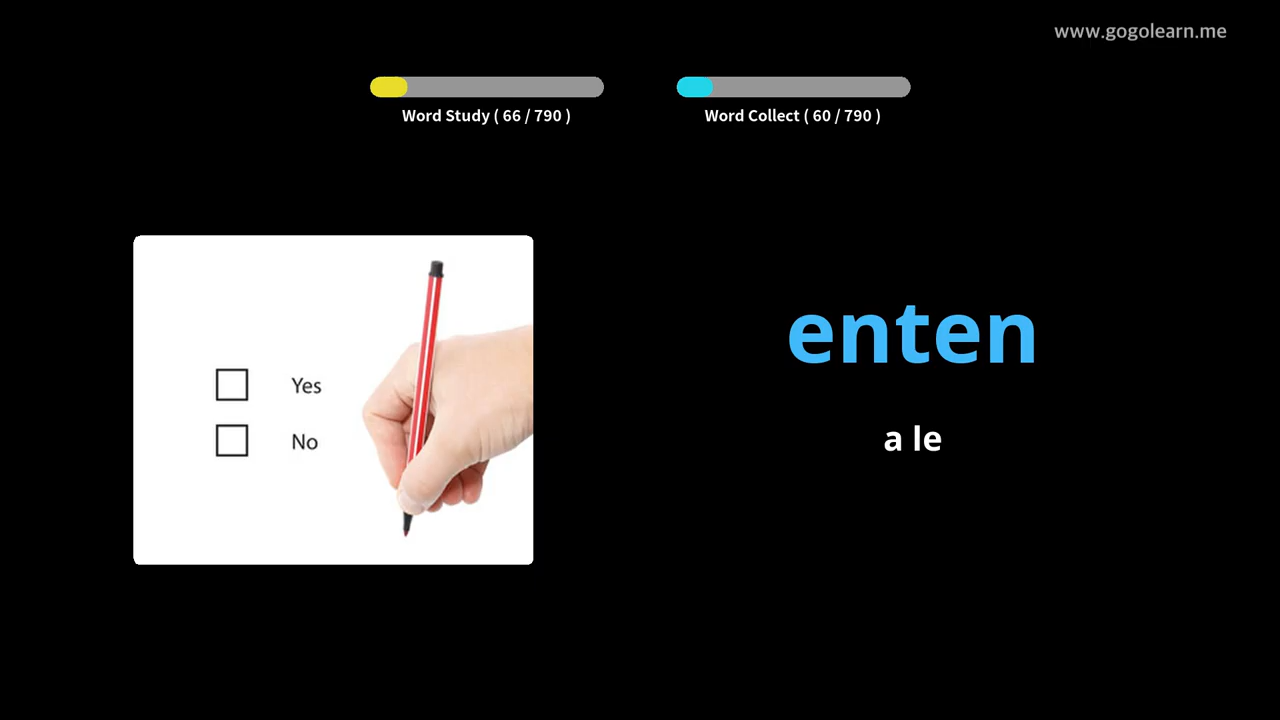 www.gogolearn.me
Word Study ( 66 / 790 )
Word Collect ( 60 / 790 )
Yes
No
enten
a le